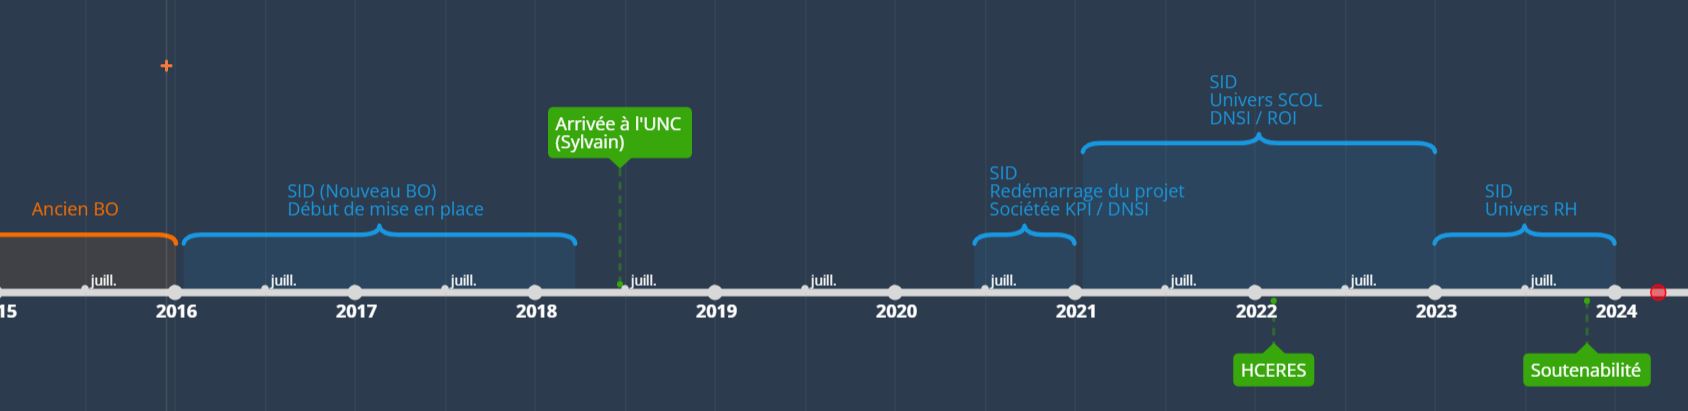 SID
Univers SCOL
DNSI / ROI
Arrivée à l'UNC
(Sylvain)
SID
Redémarrage du projet
Sociétée KPI / DNSI
SID (Nouveau BO)
Début de mise en place
SID
Univers RH
Ancien BO
juill.
juill.
juill.
juill.
juill.
juill.
juill.
juill.
juill.
15
2016
2017
2018
2019
2020
2021
2022
2023
2024
HCERES
Soutenabilité